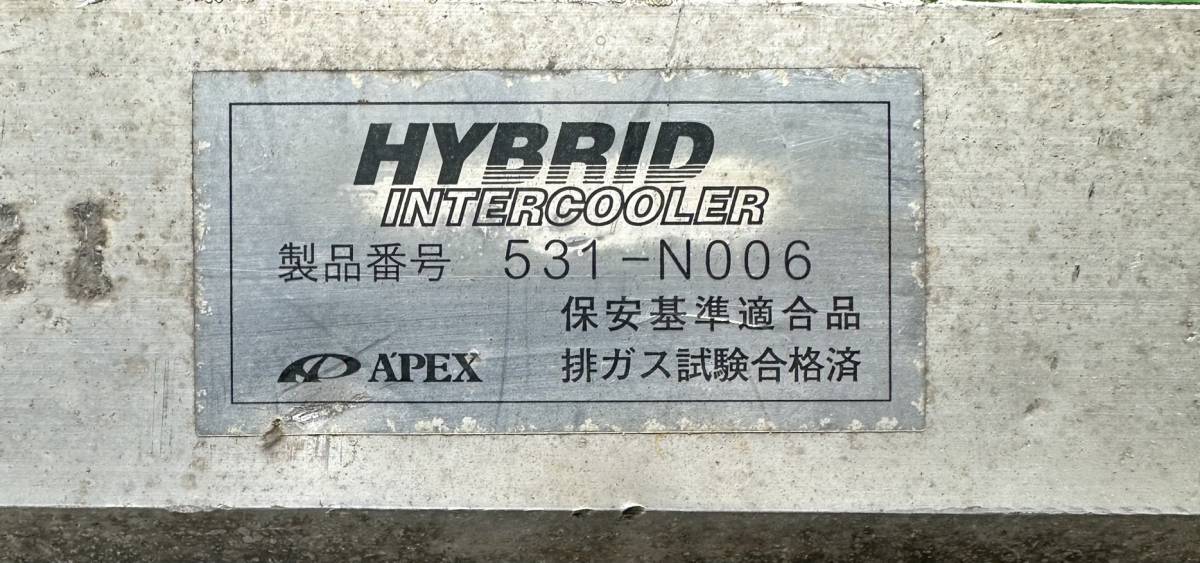 HYBRID
INTERCOOLER
製品番号 531-N006
保安基準適合品
A'PEX 排ガス試験合格済